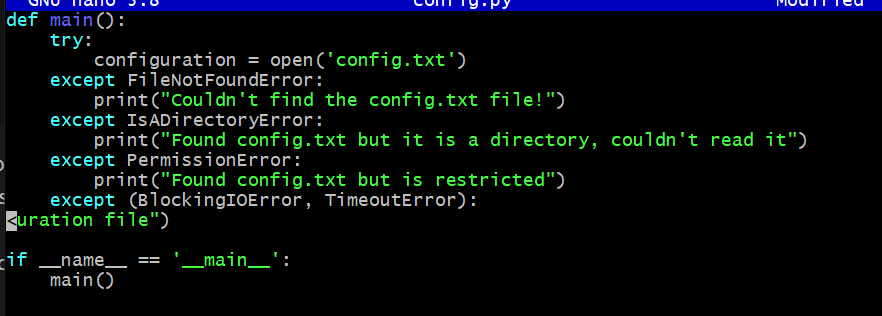 GNU nano 5.8 config.py Modified
def main():
    try:
        configuration = open('config.txt')
    except FileNotFoundError:
        print("Couldn't find the config.txt file!")
    except IsADirectoryError:
        print("Found config.txt but it is a directory, couldn't read it")
    except PermissionError:
        print("Found config.txt but is restricted")
    except (BlockingIOError, TimeoutError):
<uration file")
if __name__ == '__main__':
    main()